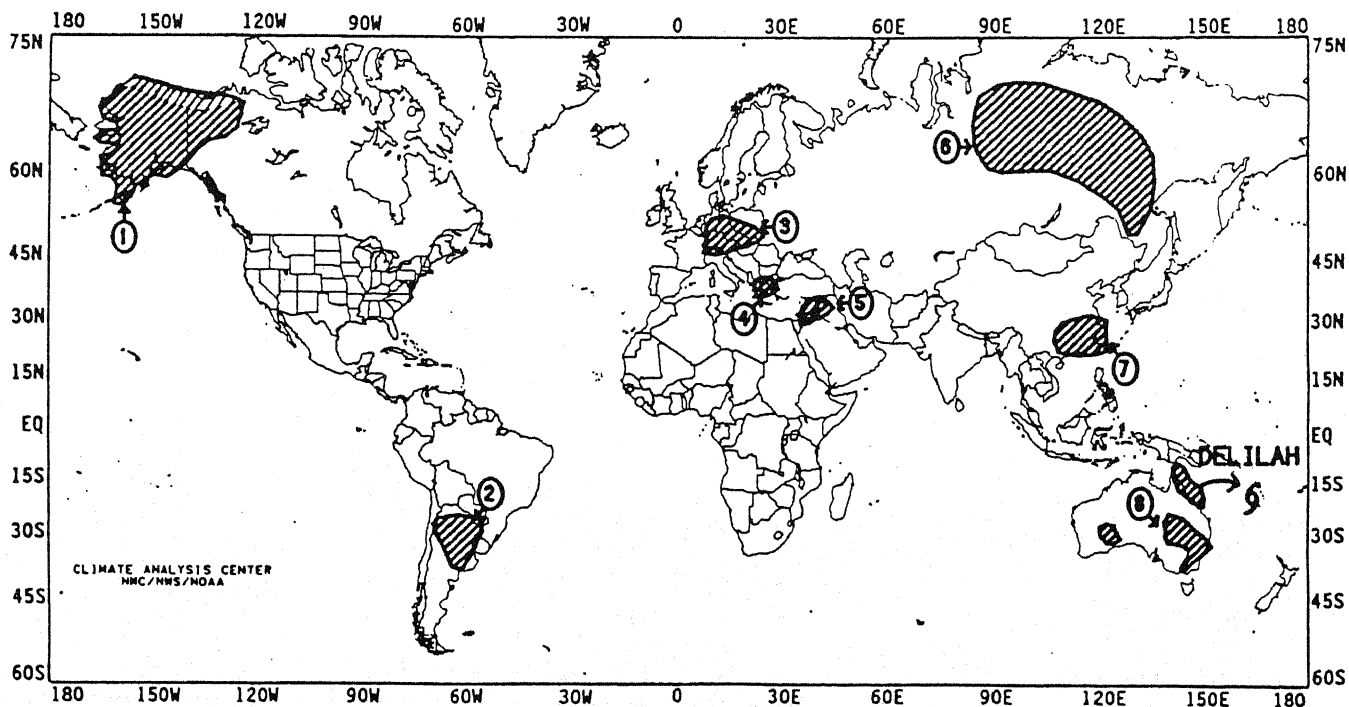 180 150W 120W 90W 60W 30W 0 30E 60E 90E 120E 150E 180
75N 75N
60N 60N
45N 45N
30N 30N
15N 15N
EQ EQ
15S 15S
30S 30S
45S 45S
60S 60S
1
2
3
4
5
6
7
8
DELILAH
CLIMATE ANALYSIS CENTER
NMC/NWS/NOAA
180 150W 120W 90W 60W 30W 0 30E 60E 90E 120E 150E 180